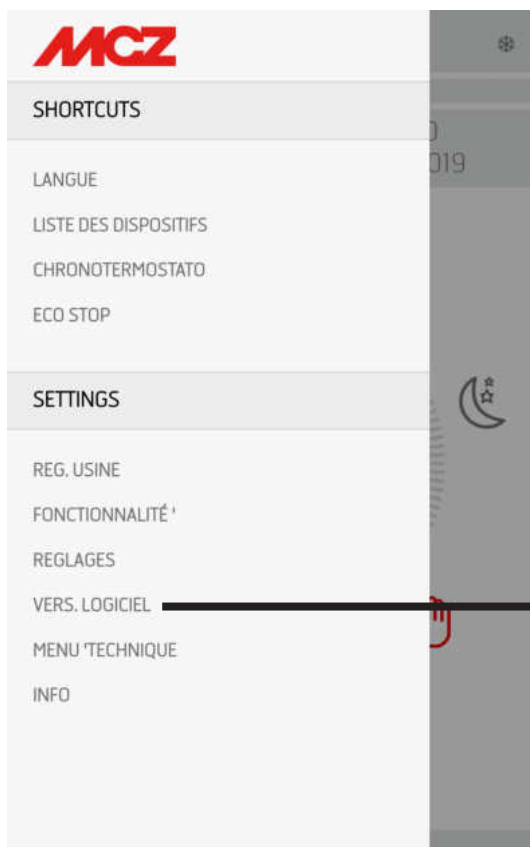 MCZ
SHORTCUTS
019
LANGUE
LISTE DES DISPOSITIFS
CHRONOTERMOSTATO
ECO STOP
SETTINGS
REG. USINE
FONCTIONNALITÉ '
REGLAGES
VERS. LOGICIEL
MENU 'TECHNIQUE
INFO